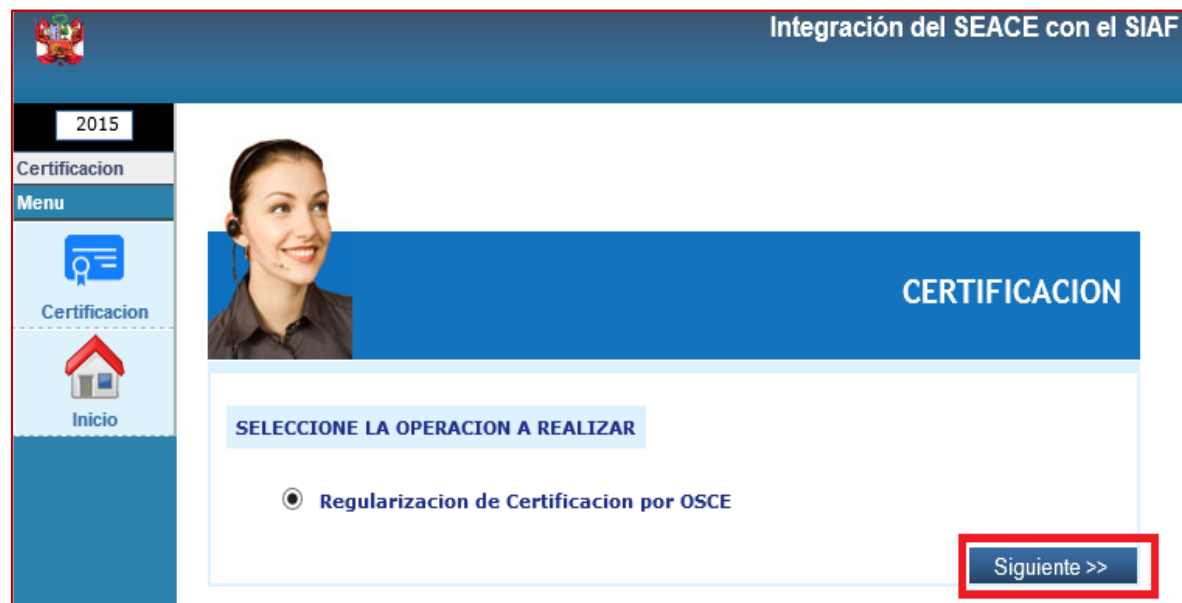 Integración del SEACE con el SIAF
2015
Certificacion
Menu
Certificacion
Inicio
CERTIFICACION
SELECCIONE LA OPERACION A REALIZAR
Regularizacion de Certificacion por OSCE
Siguiente >>